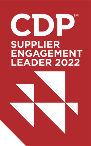 CDP
SUPPLIER
ENGAGEMENT
LEADER 2022